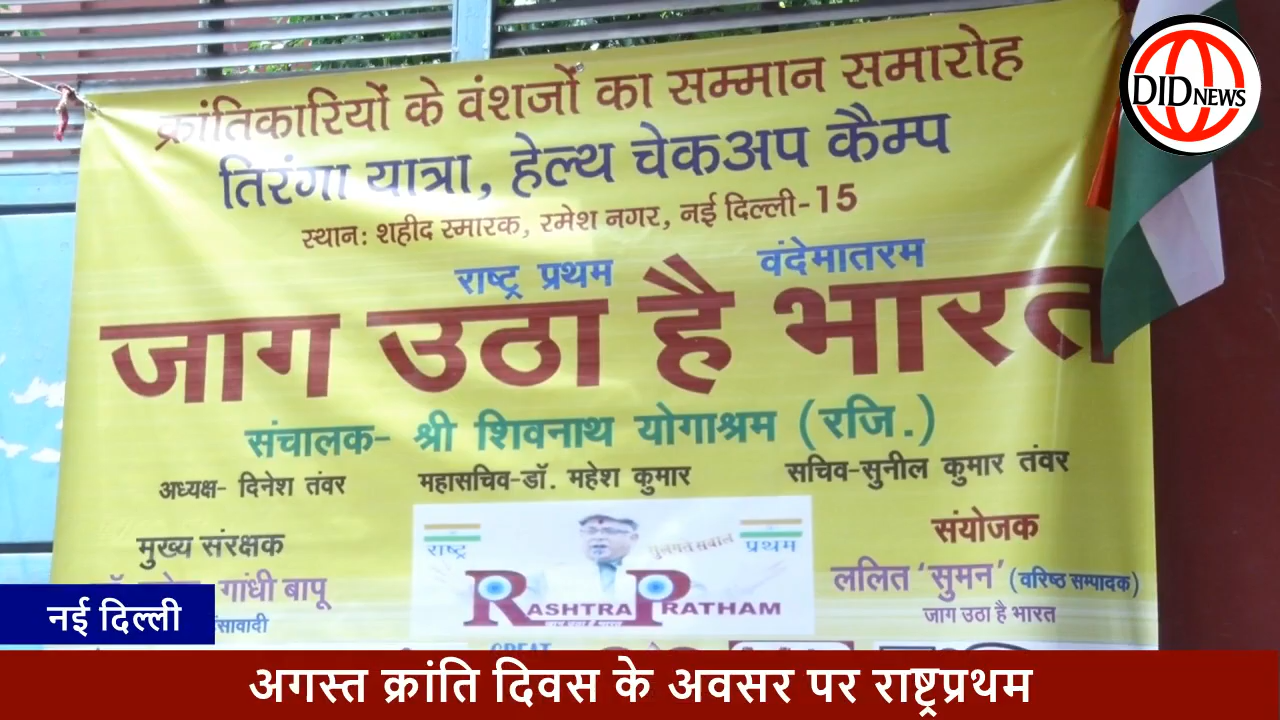 क्रांतिकारियों के वंशजों का सम्मान समारोह
DID NEWS
तिरंगा यात्रा, हेल्थ चेकअप कैम्प
स्थान: शहीद स्मारक, रमेश नगर, नई दिल्ली-15
राष्ट्र प्रथम वंदेमातरम
जाग उठा है भारत
संचालक- श्री शिवनाथ योगाश्रम (रजि.)
अध्यक्ष- दिनेश तंवर महासचिव-डॉ. महेश कुमार सचिव-सुनील कुमार तंवर
मुख्य संरक्षक
गांधी बापू
राष्ट्र प्रथम
RASHTRA PRATHAM
जाग उठा है भारत
संयोजक
ललित 'सुमन' (वरिष्ठ सम्पादक)
जाग उठा है भारत
नई दिल्ली
अगस्त क्रांति दिवस के अवसर पर राष्ट्रप्रथम